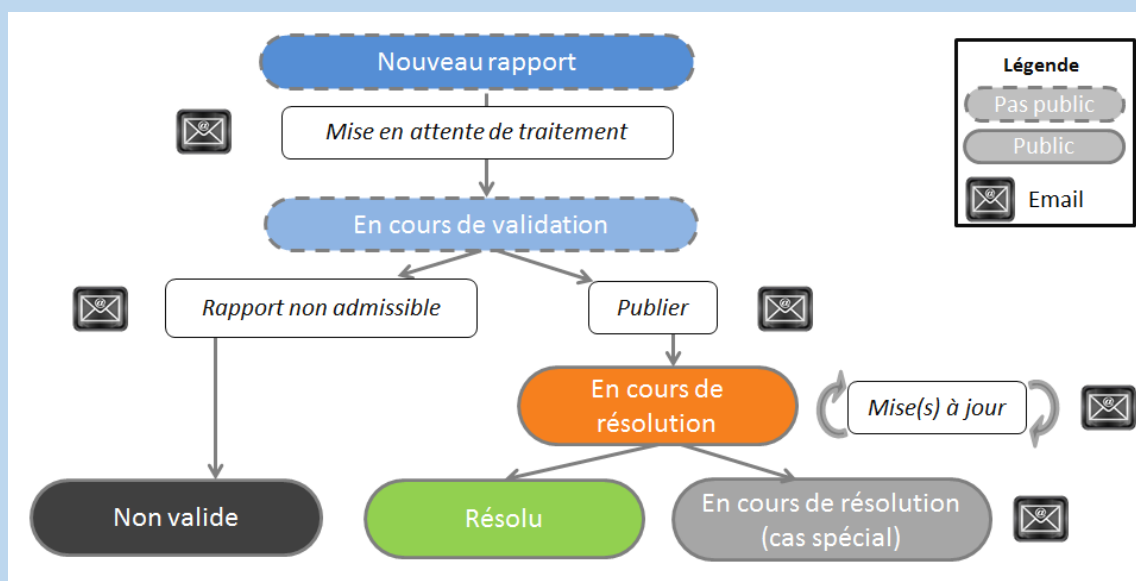 Nouveau rapport
Mise en attente de traitement
En cours de validation
Rapport non admissible
Publier
En cours de
résolution
Mise(s) à jour
Non valide
Résolu
En cours de résolution
(cas spécial)
Légende
Pas public
Public
Email